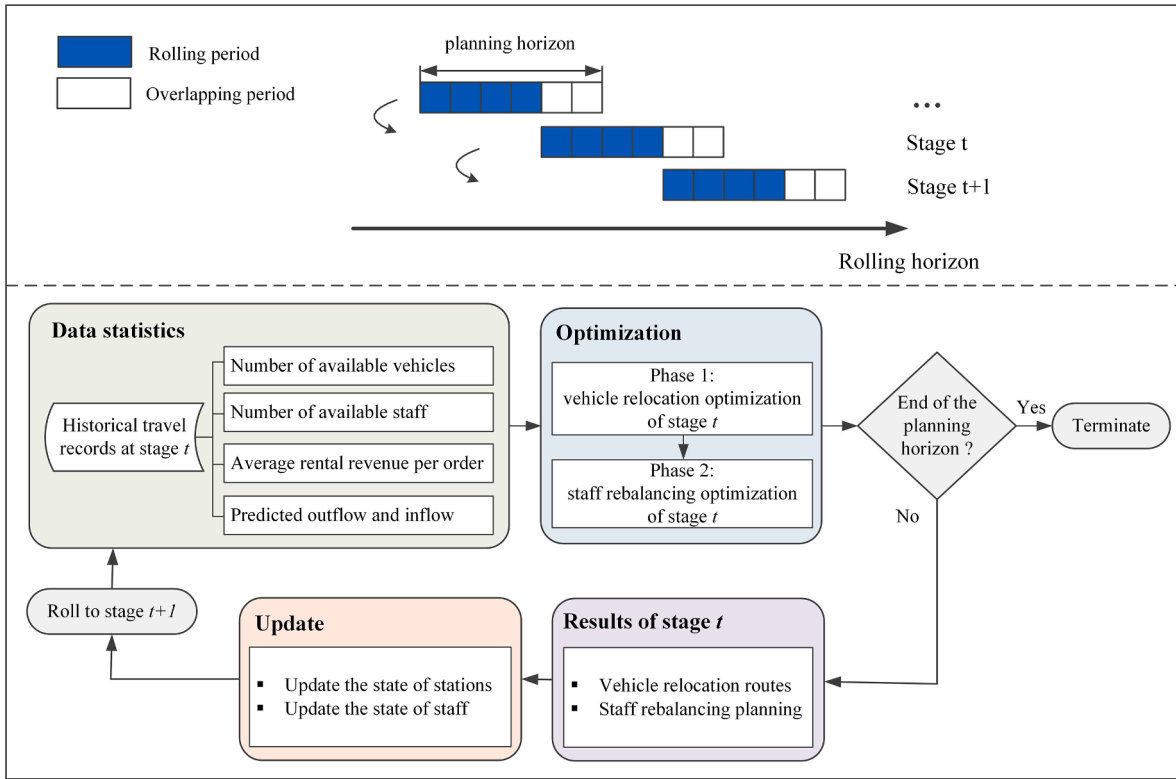 Rolling period
Overlapping period
planning horizon
...
Stage t
Stage t+1
Rolling horizon
Data statistics
Historical travel
records at stage t
Number of available vehicles
Number of available staff
Average rental revenue per order
Predicted outflow and inflow
Optimization
Phase 1:
vehicle relocation optimization
of stage t
Phase 2:
staff rebalancing optimization
of stage t
End of the
planning
horizon ?
Yes
Terminate
No
Results of stage t
▪ Vehicle relocation routes
▪ Staff rebalancing planning
Update
▪ Update the state of stations
▪ Update the state of staff
Roll to stage t+1